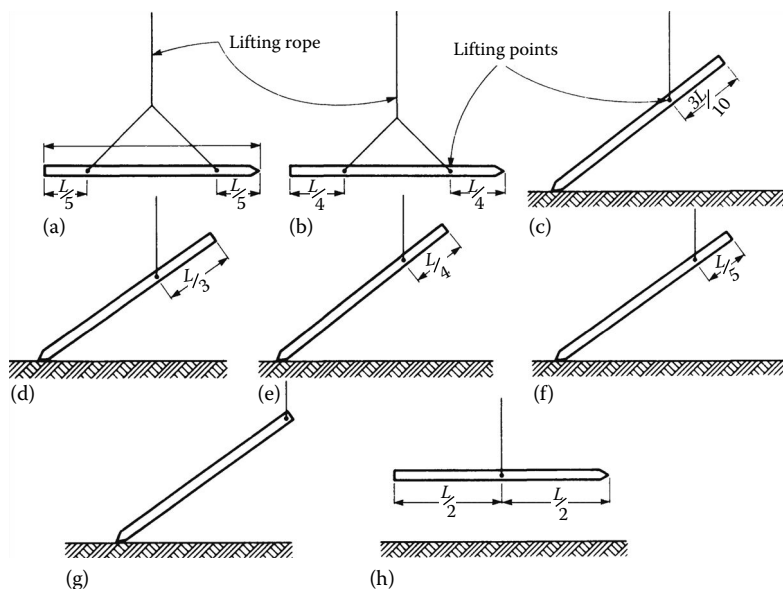 Lifting rope
Lifting points
3L/10
L/5
L/5
L/4
L/4
(a)
(b)
(c)
L/3
L/4
L/5
(d)
(e)
(f)
L/2
L/2
(g)
(h)